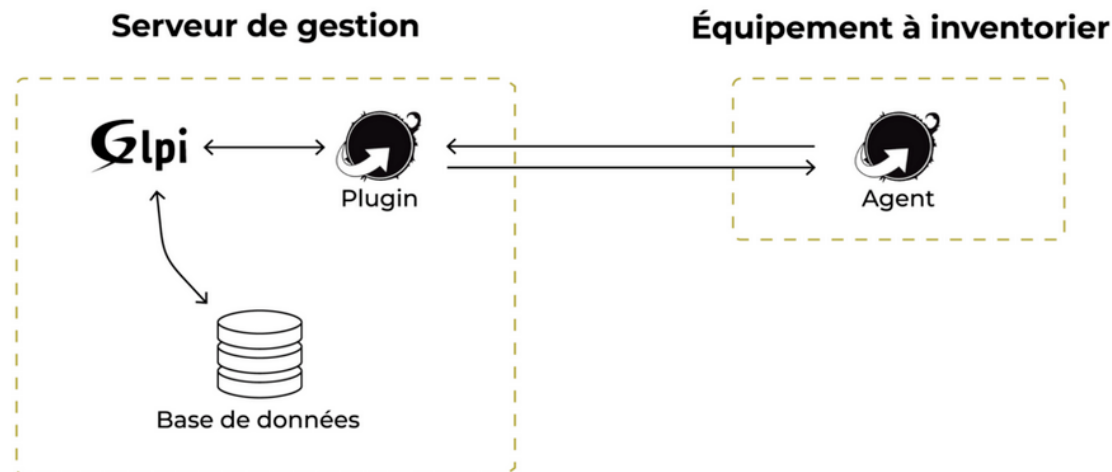 Serveur de gestion
Équipement à inventorier
Glpi
Plugin
Agent
Base de données